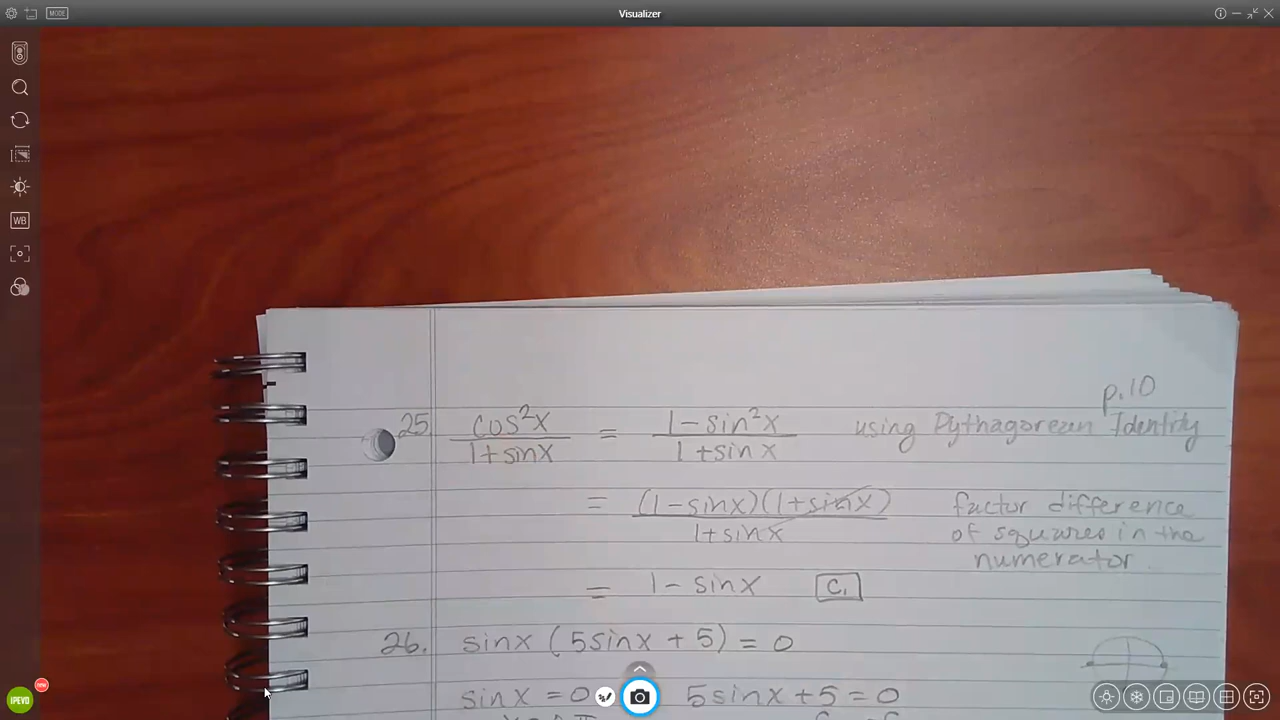 MODE
Visualizer
WB
p.10
25 cos²x / 1+sinx = 1-sin²x / 1+sinx using Pythagorean Identity
= (1-sinx)(1+sinx) / 1+sinx factor difference
of squares in the
numerator
= 1-sinx C.
26. sinx (5sinx + 5) = 0
sinx = 0 5sinx + 5 = 0
IPEVO
new